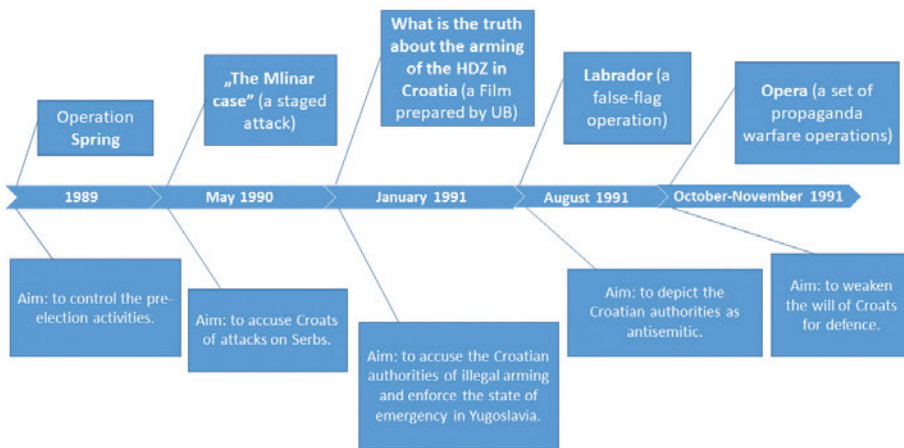 Operation
Spring
„The Mlinar
case” (a staged
attack)
What is the truth
about the arming
of the HDZ in
Croatia (a Film
prepared by UB)
Labrador (a
false-flag
operation)
Opera (a set of
propaganda
warfare operations)
1989
May 1990
January 1991
August 1991
October-November 1991
Aim: to control the pre-
election activities.
Aim: to accuse Croats
of attacks on Serbs.
Aim: to accuse the Croatian
authorities of illegal arming
and enforce the state of
emergency in Yugoslavia.
Aim: to depict the
Croatian authorities as
antisemitic.
Aim: to weaken
the will of Croats
for defence.